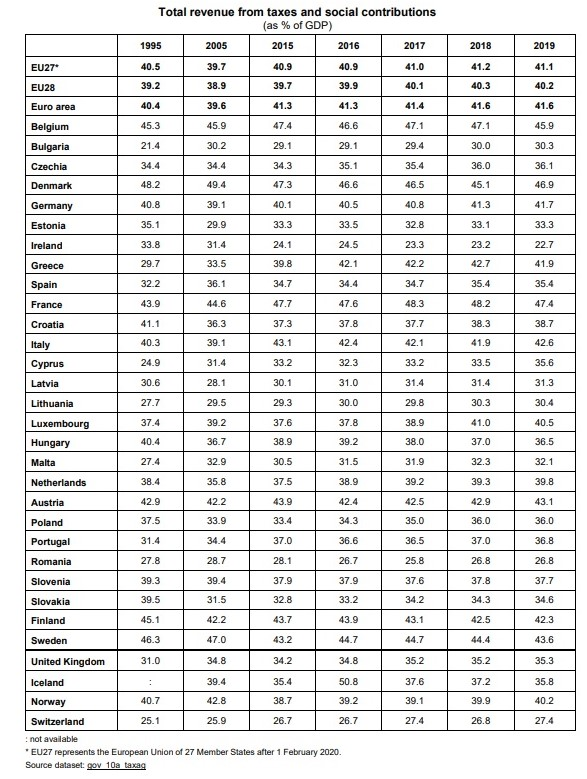 Total revenue from taxes and social contributions
(as % of GDP)
1995 2005 2015 2016 2017 2018 2019
EU27* 40.5 39.7 40.9 40.9 41.0 41.2 41.1
EU28 39.2 38.9 39.7 39.9 40.1 40.3 40.2
Euro area 40.4 39.6 41.3 41.3 41.4 41.6 41.6
Belgium 45.3 45.9 47.4 46.6 47.1 47.1 45.9
Bulgaria 21.4 30.2 29.1 29.1 29.4 30.0 30.3
Czechia 34.4 34.4 34.3 35.1 35.4 36.0 36.1
Denmark 48.2 49.4 47.3 46.6 46.5 45.1 46.9
Germany 40.8 39.1 40.1 40.5 40.8 41.3 41.7
Estonia 35.1 29.9 33.3 33.5 32.8 33.1 33.3
Ireland 33.8 31.4 24.1 24.5 23.3 23.2 22.7
Greece 29.7 33.5 39.8 42.1 42.2 42.7 41.9
Spain 32.2 36.1 34.7 34.4 34.7 35.4 35.4
France 43.9 44.6 47.7 47.6 48.3 48.2 47.4
Croatia 41.1 36.3 37.3 37.8 37.7 38.3 38.7
Italy 40.3 39.1 43.1 42.4 42.1 41.9 42.6
Cyprus 24.9 31.4 33.2 32.3 33.2 33.5 35.6
Latvia 30.6 28.1 30.1 31.0 31.4 31.4 31.3
Lithuania 27.7 29.5 29.3 30.0 29.8 30.3 30.4
Luxembourg 37.4 39.2 37.6 37.8 38.9 41.0 40.5
Hungary 40.4 36.7 38.9 39.2 38.0 37.0 36.5
Malta 27.4 32.9 30.5 31.5 31.9 32.3 32.1
Netherlands 38.4 35.8 37.5 38.9 39.2 39.3 39.8
Austria 42.9 42.2 43.9 42.4 42.5 42.9 43.1
Poland 37.5 33.9 33.4 34.3 35.0 36.0 36.0
Portugal 31.4 34.4 37.0 36.6 36.5 37.0 36.8
Romania 27.8 28.7 28.1 26.7 25.8 26.8 26.8
Slovenia 39.3 39.4 37.9 37.9 37.6 37.8 37.7
Slovakia 39.5 31.5 32.8 33.2 34.2 34.3 34.6
Finland 45.1 42.2 43.7 43.9 43.1 42.5 42.3
Sweden 46.3 47.0 43.2 44.7 44.7 44.4 43.6
United Kingdom 31.0 34.8 34.2 34.8 35.2 35.2 35.3
Iceland : 39.4 35.4 50.8 37.6 37.2 35.8
Norway 40.7 42.8 38.7 39.2 39.1 39.9 40.2
Switzerland 25.1 25.9 26.7 26.7 27.4 26.8 27.4
: not available
* EU27 represents the European Union of 27 Member States after 1 February 2020.
Source dataset: gov_10a_taxag